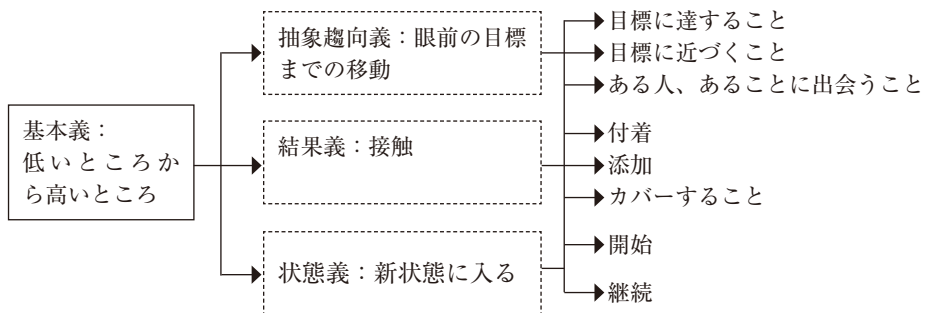 基本義：
低いところか
ら高いところ
抽象趨向義：眼前の目標
までの移動
結果義：接触
状態義：新状態に入る
目標に達すること
目標に近づくこと
ある人、あることに出会うこと
付着
添加
カバーすること
開始
継続